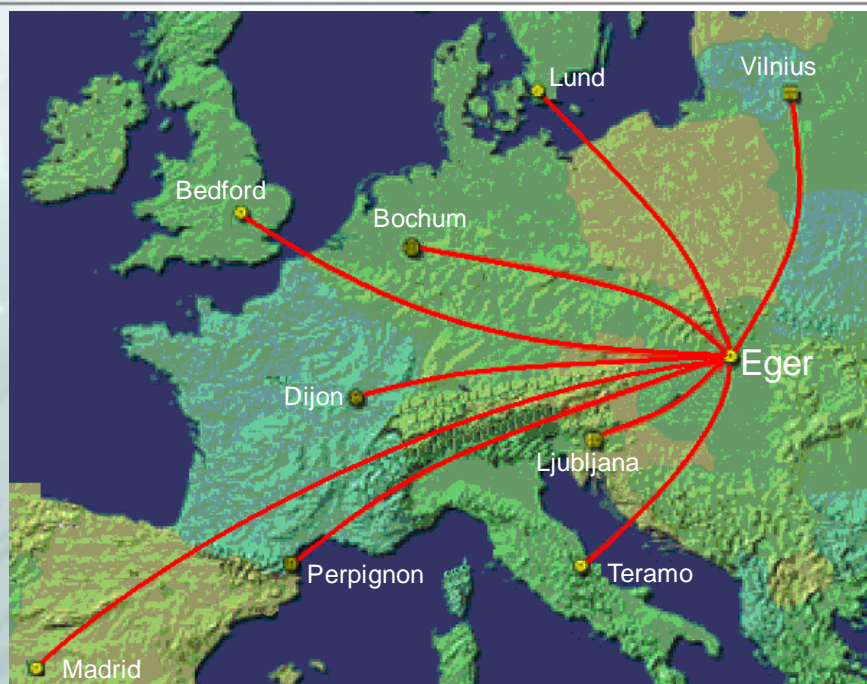 Lund
Vilnius
Bedford
Bochum
Eger
Dijon
Ljubljana
Perpignon
Teramo
Madrid